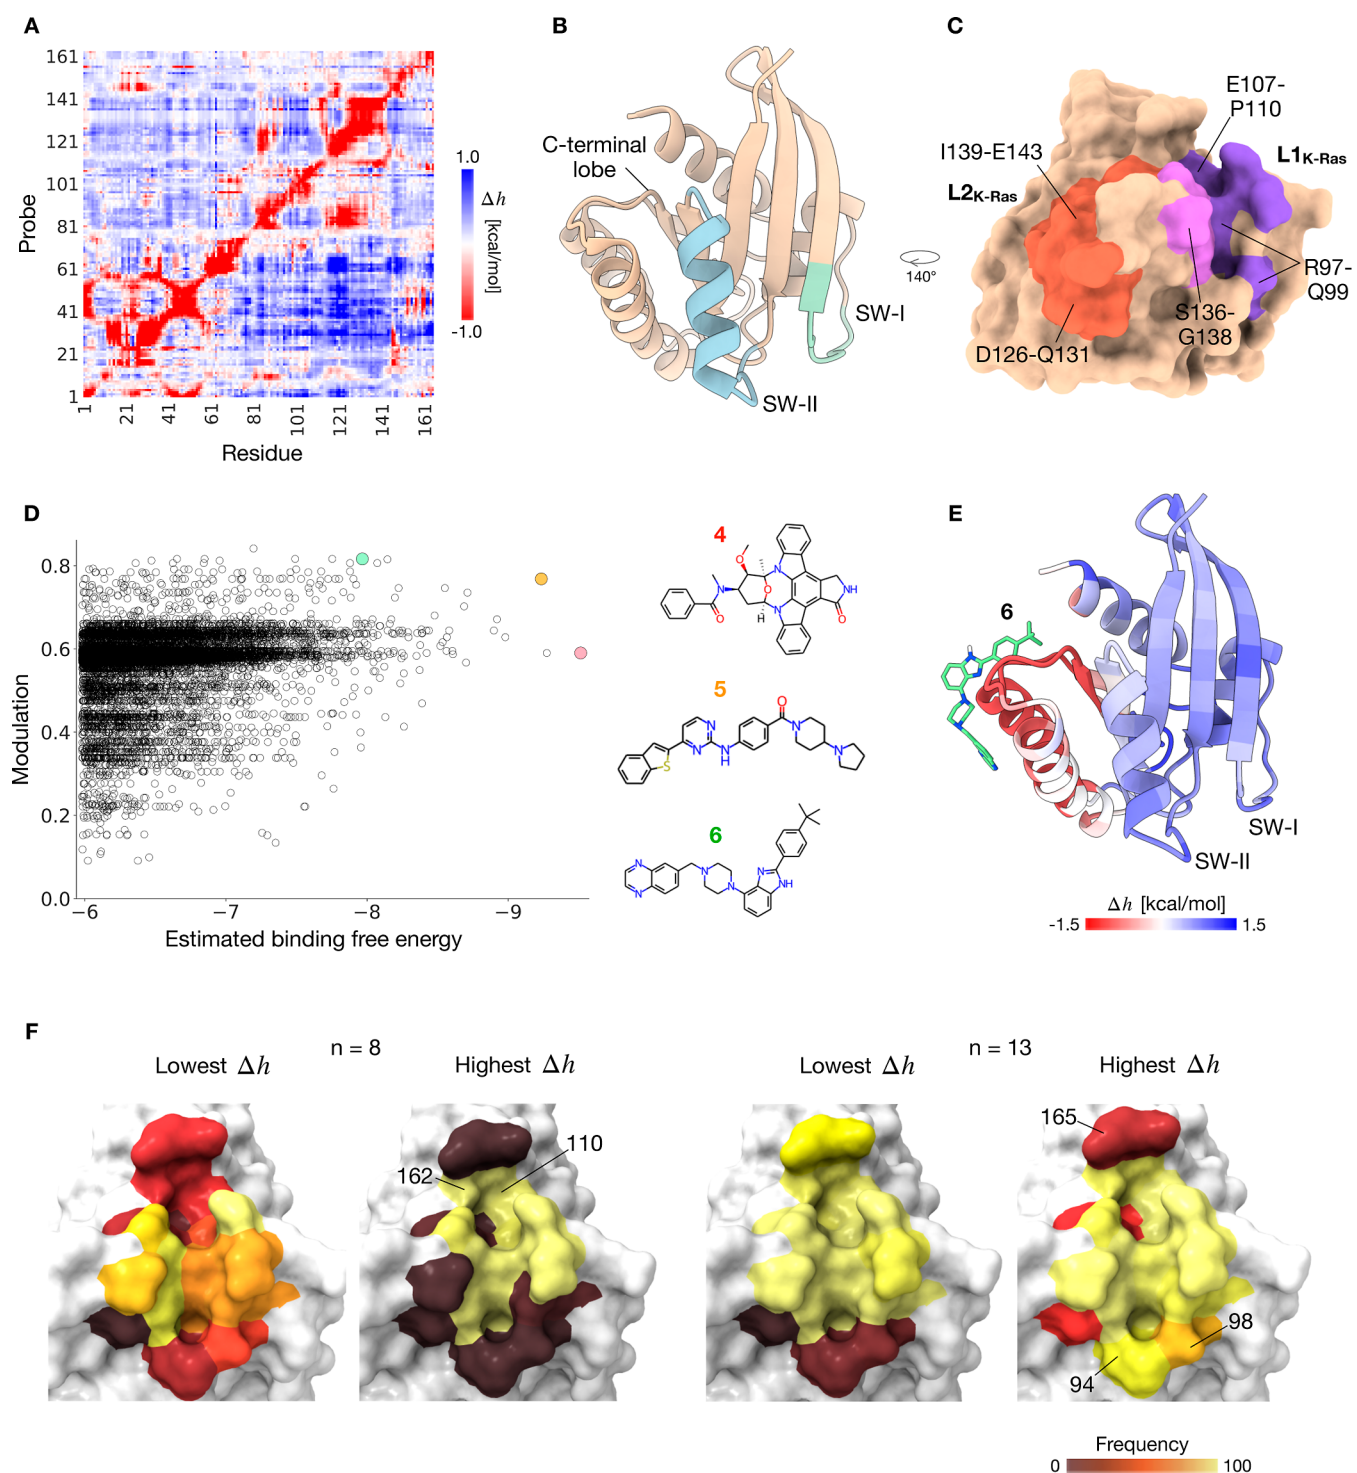 A
161
141
121
101
81
61
41
21
1
Probe
1
21
41
61
81
101
121
141
161
Residue
1.0
Δh
[kcal/mol]
-1.0
B
C-terminal
lobe
SW-I
SW-II
140°
C
E107-
P110
I139-E143
L1K-Ras
L2K-Ras
R97-
Q99
S136-
G138
D126-Q131
D
0.8
0.6
0.4
0.2
0.0
Modulation
−6
−7
−8
−9
Estimated binding free energy
4
O
N
N
O
O
N
H
NH
O
5
O
N
N
N
N
N
H
S
6
N
N
N
N
N
NH
E
6
SW-I
SW-II
Δh [kcal/mol]
-1.5
1.5
F
n = 8
Lowest Δh
Highest Δh
162
110
n = 13
Lowest Δh
Highest Δh
165
98
94
Frequency
0
100